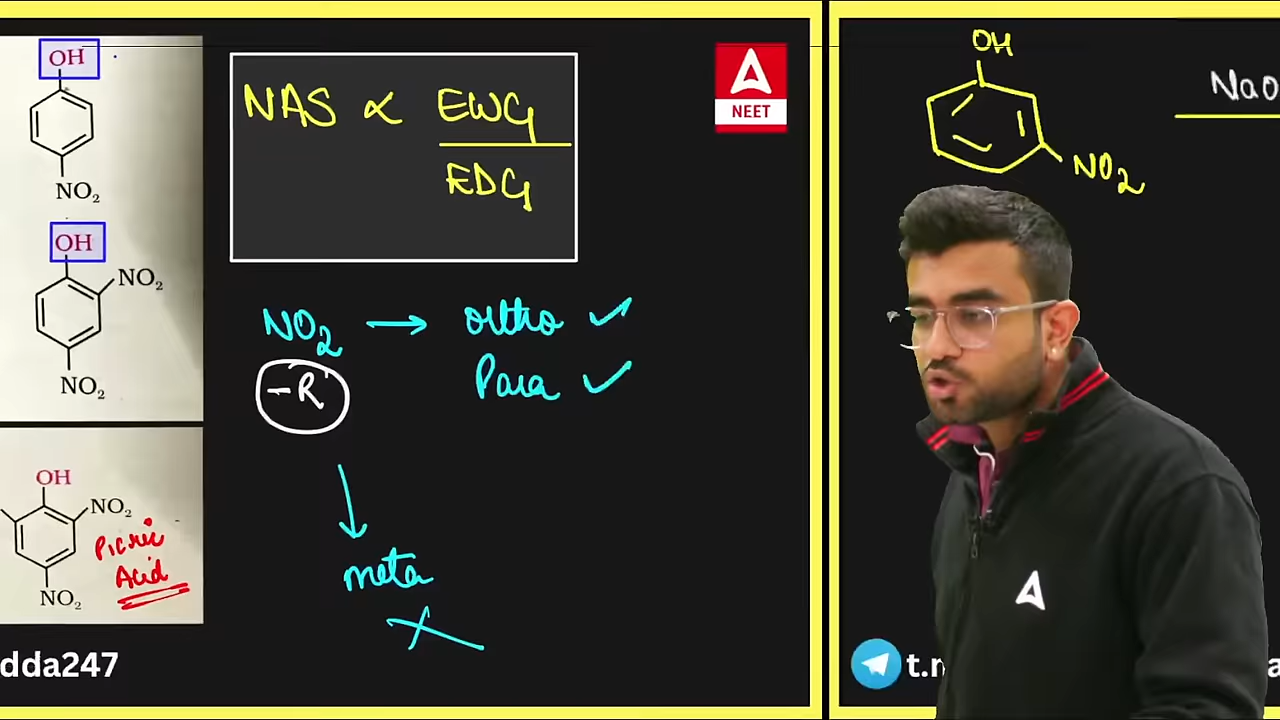 OH
NO₂
OH
NO₂
NO₂
OH
NO₂
Picric
Acid
NO₂
dda247
NAS ∝ EWG
EDG
NO₂ → ortho ✓
-R
Para ✓
meta
×
NEET
OH
NO₂
NaO
t.m